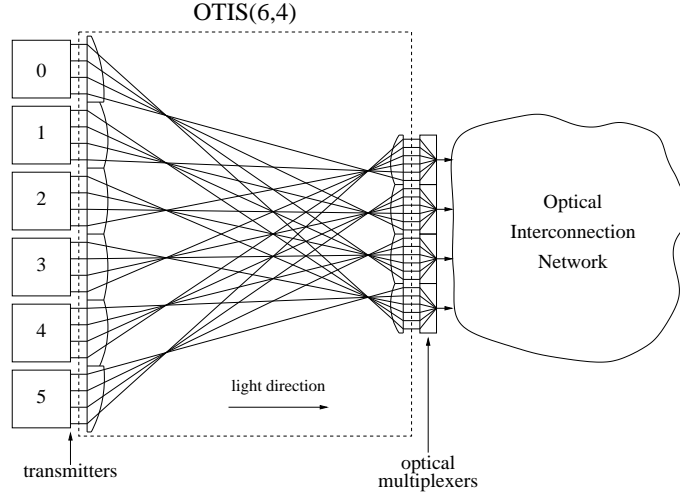 OTIS(6,4)
0
1
2
3
4
5
Optical
Interconnection
Network
light direction
transmitters
optical
multiplexers